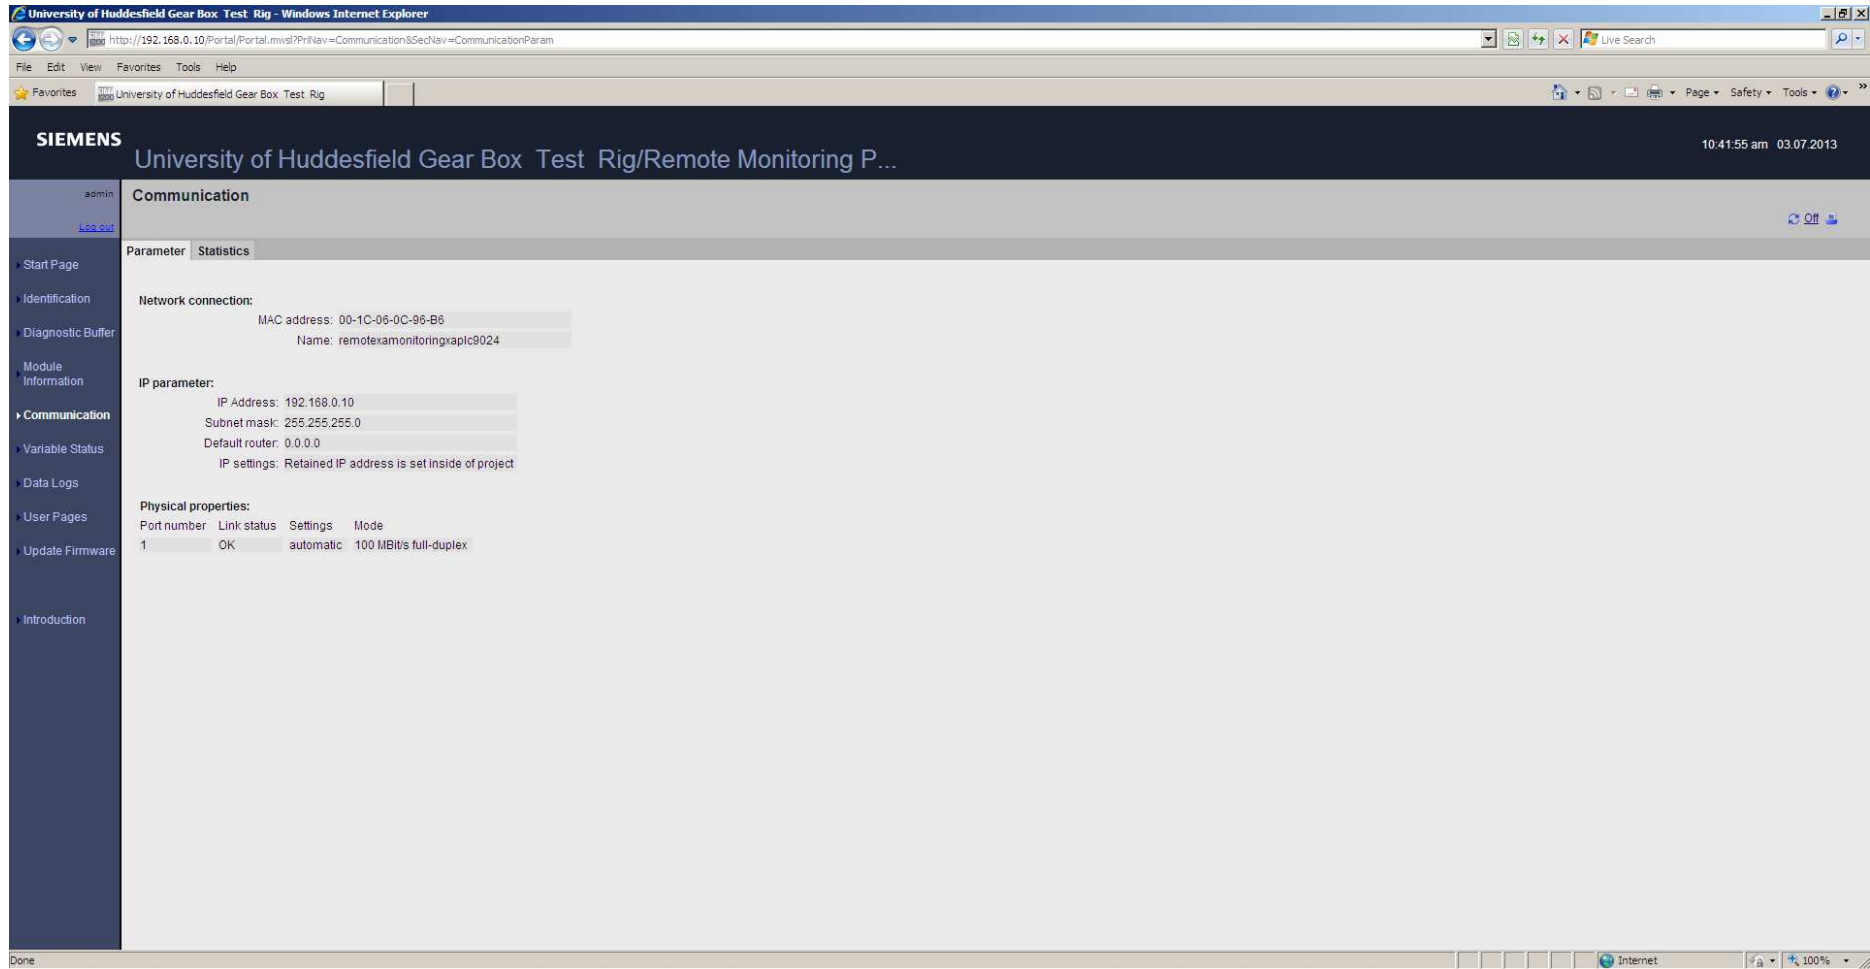 University of Huddesfield Gear Box Test Rig - Windows Internet Explorer
http://192.168.0.10/Portal/Portal.mwsl?PriNav=Communication&SecNav=CommunicationParam
Live Search
File Edit View Favorites Tools Help
Favorites University of Huddesfield Gear Box Test Rig
Page Safety Tools
SIEMENS
University of Huddesfield Gear Box Test Rig/Remote Monitoring P...
10:41:55 am 03.07.2013
admin
Log out
Communication
Off
Parameter Statistics
Start Page
Identification
Diagnostic Buffer
Module
Information
Communication
Variable Status
Data Logs
User Pages
Update Firmware
Introduction
Network connection:
MAC address: 00-1C-06-0C-96-B6
Name: remotexamonitoringxaplc9024
IP parameter:
IP Address: 192.168.0.10
Subnet mask: 255.255.255.0
Default router: 0.0.0.0
IP settings: Retained IP address is set inside of project
Physical properties:
Port number Link status Settings Mode
1 OK automatic 100 MBit/s full-duplex
Done
Internet
100%